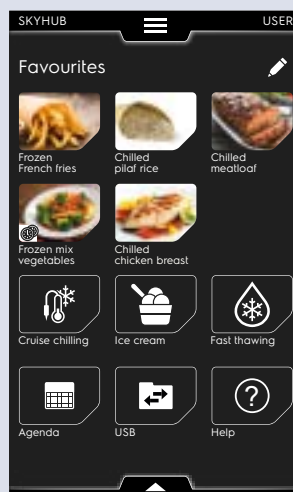 SKYHUB USER
Favourites
Frozen
French fries
Chilled
pilaf rice
Chilled
meatloaf
Frozen mix
vegetables
Chilled
chicken breast
Cruise chilling
Ice cream
Fast thawing
Agenda
USB
Help